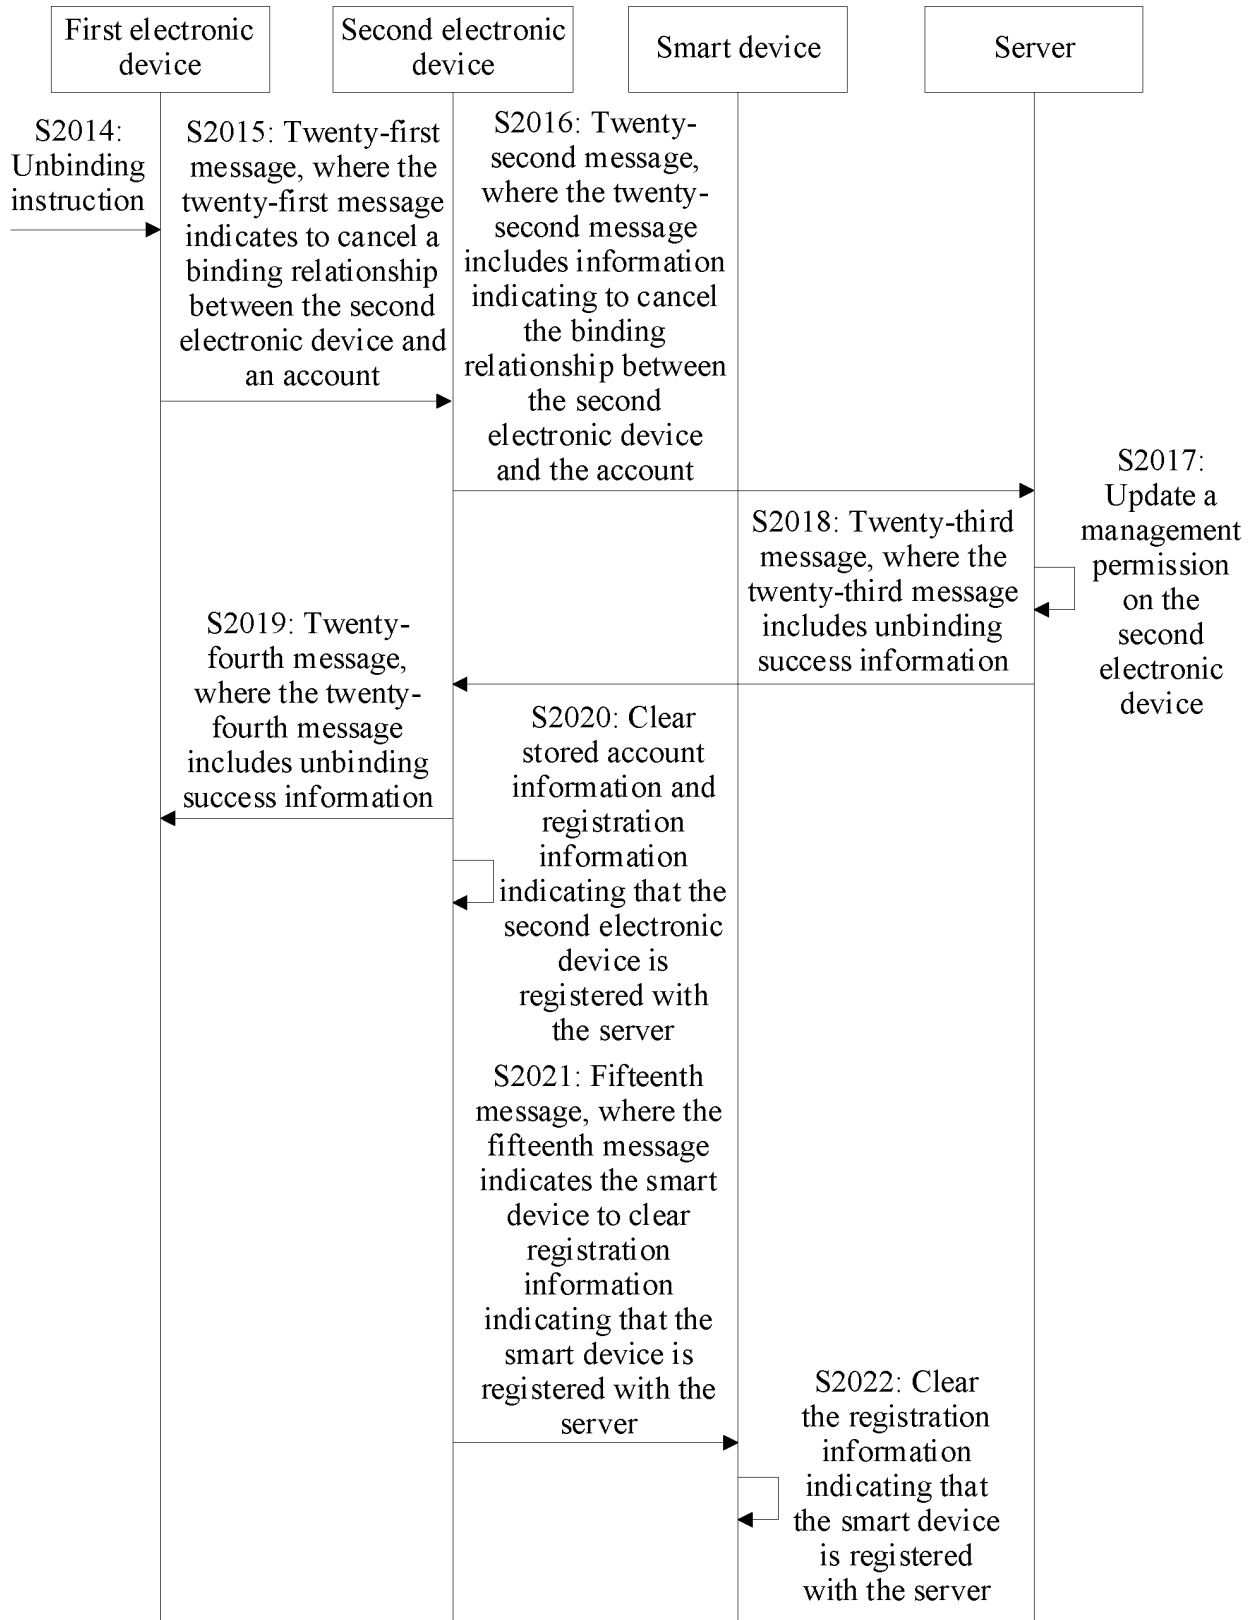 First electronic
device
Second electronic
device
Smart device
Server
S2014:
Unbinding
instruction
S2015: Twenty-first
message, where the
twenty-first message
indicates to cancel a
binding relationship
between the second
electronic device and
an account
S2016: Twenty-
second message,
where the twenty-
second message
includes information
indicating to cancel
the binding
relationship between
the second
electronic device
and the account
S2017:
Update a
management
permission
on the
second
electronic
device
S2018: Twenty-third
message, where the
twenty-third message
includes unbinding
success information
S2019: Twenty-
fourth message,
where the twenty-
fourth message
includes unbinding
success information
S2020: Clear
stored account
information and
registration
information
indicating that the
second electronic
device is
registered with
the server
S2021: Fifteenth
message, where the
fifteenth message
indicates the smart
device to clear
registration
information
indicating that the
smart device is
registered with the
server
S2022: Clear
the registration
information
indicating that
the smart device
is registered
with the server